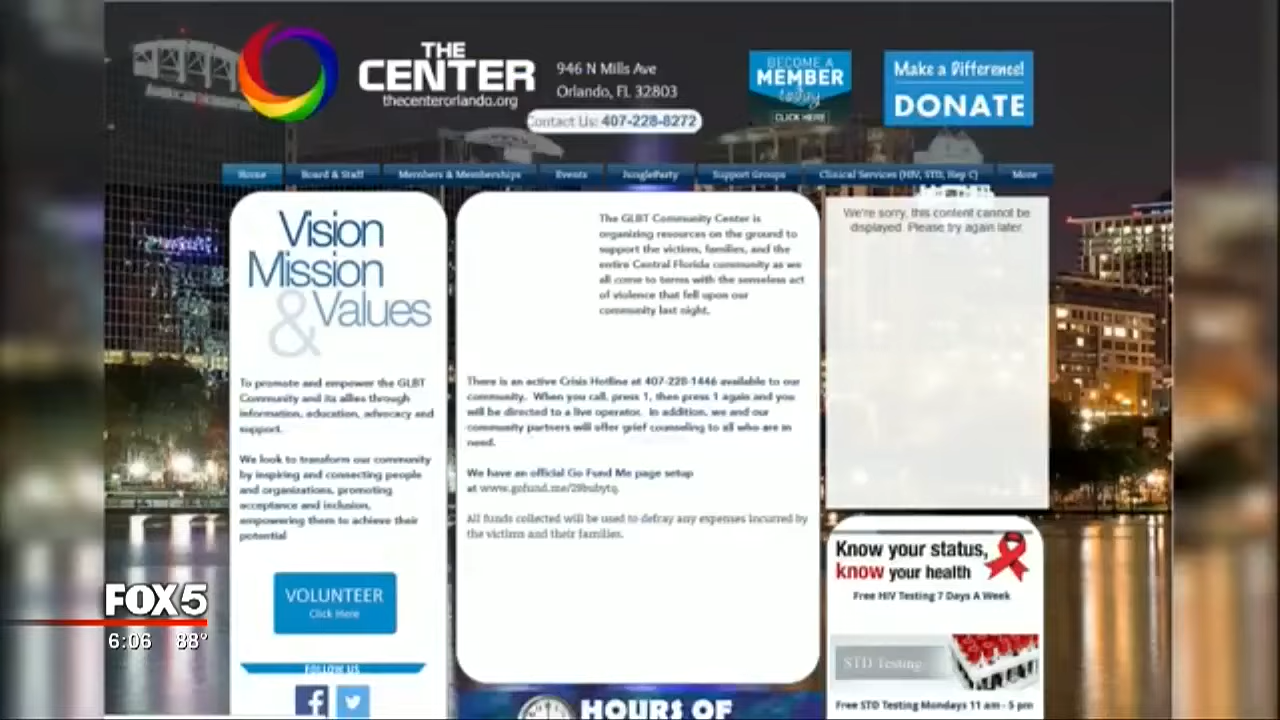 THE
CENTER
thecenterorlando.org
946 N Mills Ave
Orlando, FL 32803
Contact Us: 407-228-8272
BECOME A
MEMBER
today
CLICK HERE
Make a Difference!
DONATE
Home
Board & Staff
Members & Memberships
Events
JungleParty
Support Groups
Clinical Services (HIV, STD, Hep C)
More
Vision
Mission
& Values
To promote and empower the GLBT
Community and its allies through
information, education, advocacy and
support.
We look to transform our community
by inspiring and connecting people
and organizations, promoting
acceptance and inclusion,
empowering them to achieve their
potential
VOLUNTEER
Click Here
FOLLOW US
The GLBT Community Center is
organizing resources on the ground to
support the victims, families, and the
entire Central Florida community as we
all come to terms with the senseless act
of violence that fell upon our
community last night.
There is an active Crisis Hotline at 407-228-1446 available to our
community. When you call, press 1, then press 1 again and you
will be directed to a live operator. In addition, we and our
community partners will offer grief counseling to all who are in
need.
We have an official Go Fund Me page setup
at
All funds collected will be used to defray any expenses incurred by
the victims and their families.
HOURS OF
We're sorry, this content cannot be
displayed. Please try again later.
Know your status,
know your health
Free HIV Testing 7 Days A Week
STD Testing
Free STD Testing Mondays 11 am - 5 pm
FOX 5
6:06 88°